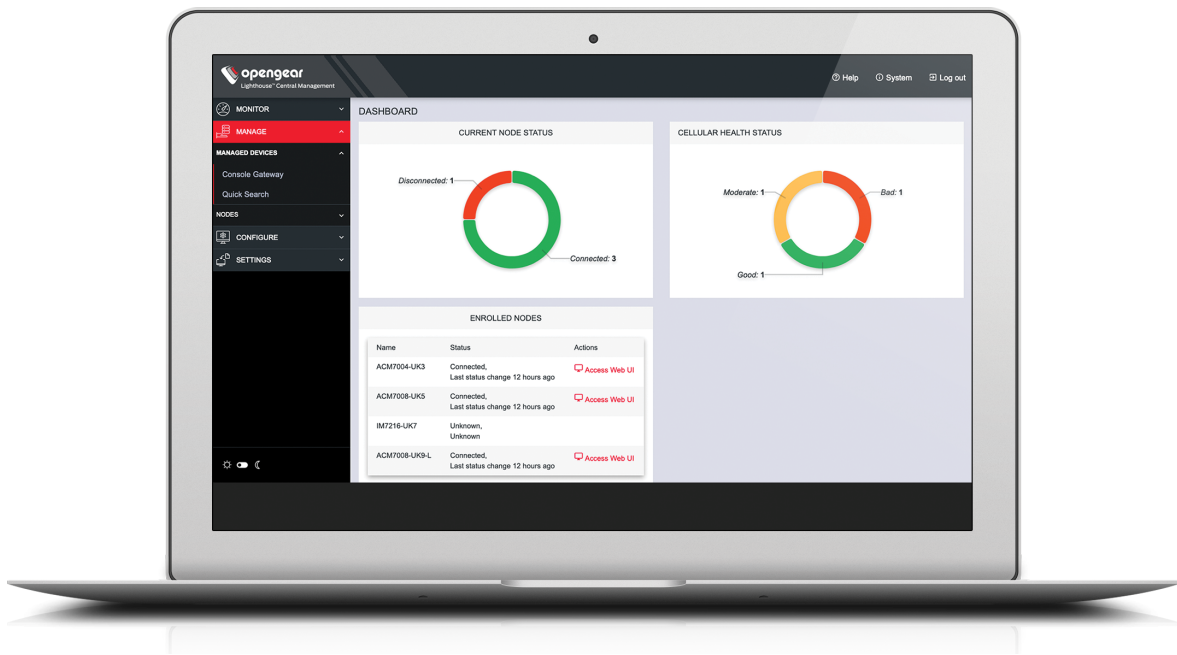 opengear
Lighthouse™ Central Management
Help
System
Log out
MONITOR
MANAGE
MANAGED DEVICES
Console Gateway
Quick Search
NODES
CONFIGURE
SETTINGS
DASHBOARD
CURRENT NODE STATUS
Disconnected: 1
Connected: 3
CELLULAR HEALTH STATUS
Moderate: 1
Bad: 1
Good: 1
ENROLLED NODES
Name Status Actions
ACM7004-UK3 Connected, Access Web UI
Last status change 12 hours ago
ACM7008-UK5 Connected, Access Web UI
Last status change 12 hours ago
IM7216-UK7 Unknown,
Unknown
ACM7008-UK9-L Connected, Access Web UI
Last status change 12 hours ago